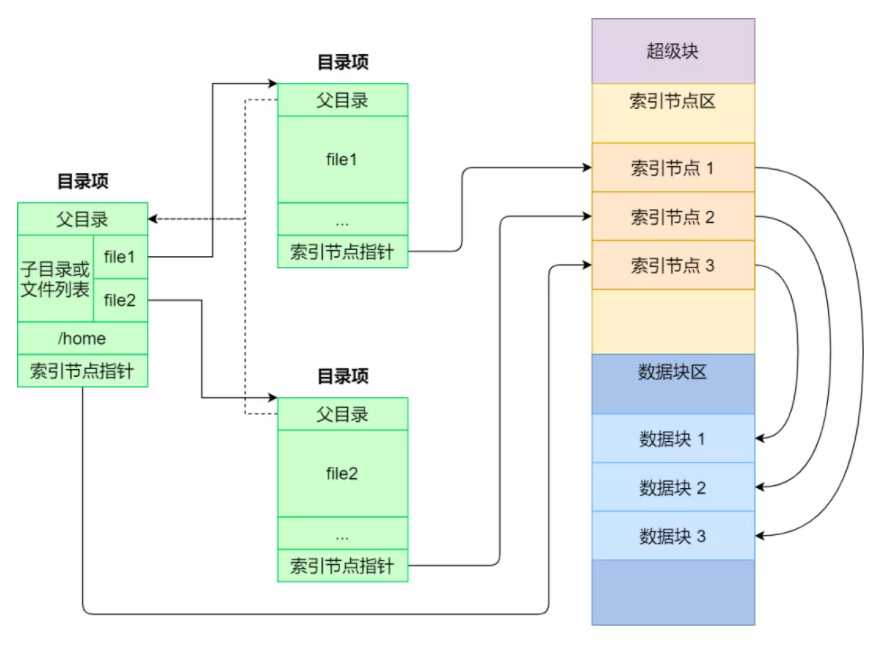 目录项
父目录
子目录或
文件列表
file1
file2
/home
索引节点指针
目录项
父目录
file1
...
索引节点指针
目录项
父目录
file2
...
索引节点指针
超级块
索引节点区
索引节点 1
索引节点 2
索引节点 3
数据块区
数据块 1
数据块 2
数据块 3